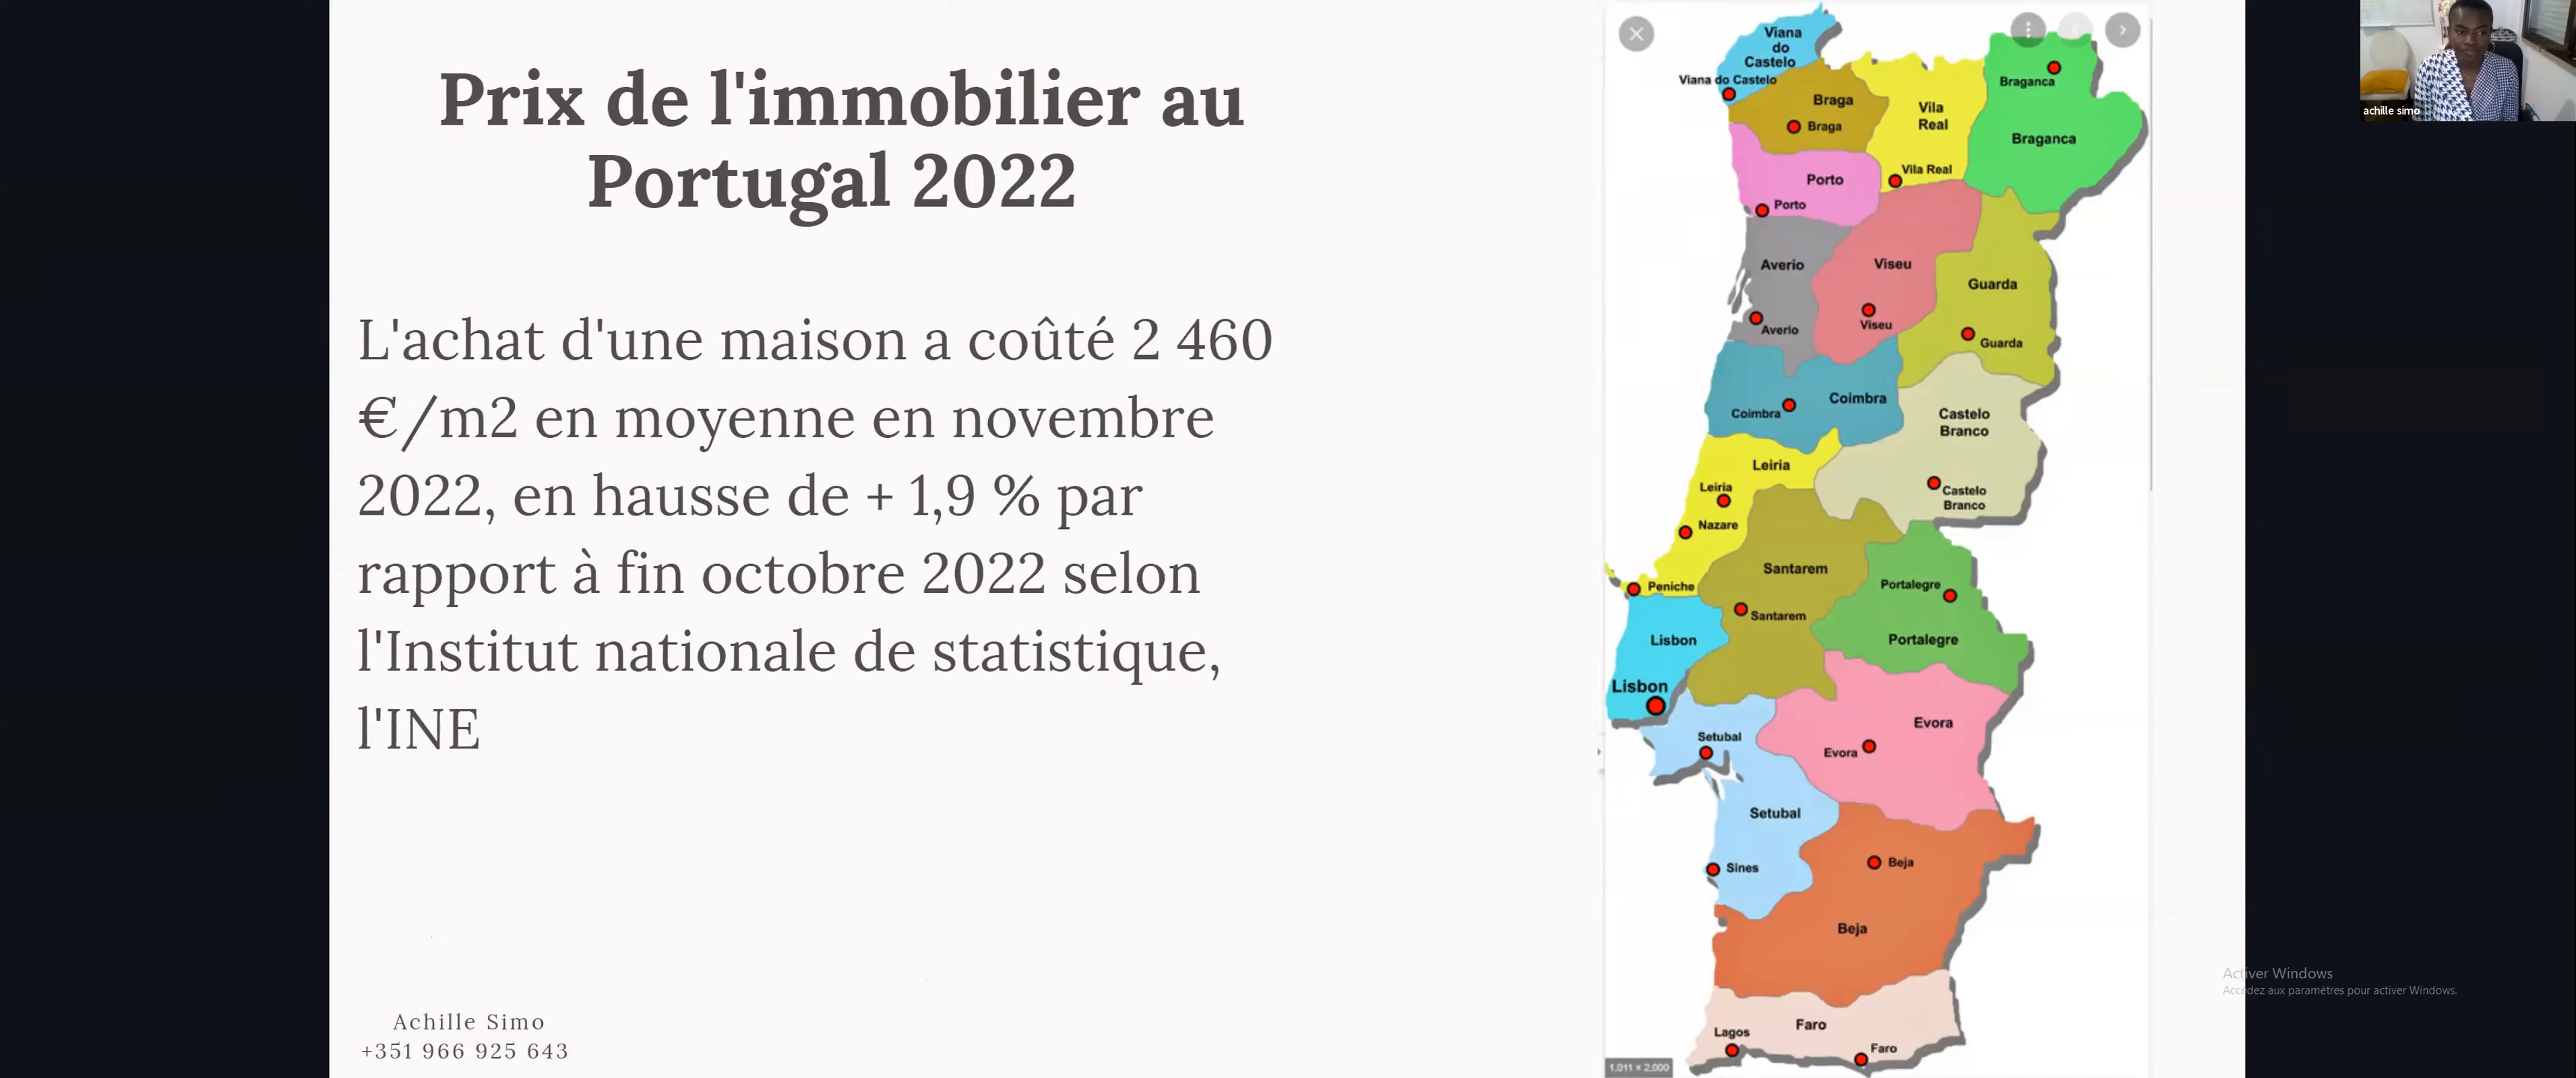 Prix de l'immobilier au
Portugal 2022
L'achat d'une maison a coûté 2 460
€/m2 en moyenne en novembre
2022, en hausse de + 1,9 % par
rapport à fin octobre 2022 selon
l'Institut nationale de statistique,
l'INE
Achille Simo
+351 966 925 643
Viana
do
Castelo
Viana do Castelo
Braga
Braga
Vila
Real
Vila Real
Braganca
Braganca
Porto
Porto
Averio
Averio
Viseu
Viseu
Guarda
Guarda
Coimbra
Coimbra
Castelo
Branco
Castelo
Branco
Leiria
Leiria
Nazare
Peniche
Santarem
Santarem
Portalegre
Portalegre
Lisbon
Lisbon
Evora
Evora
Setubal
Setubal
Sines
Beja
Beja
Lagos
Faro
Faro
1,011 × 2,000
achille simo
Activer Windows
Accédez aux paramètres pour activer Windows.